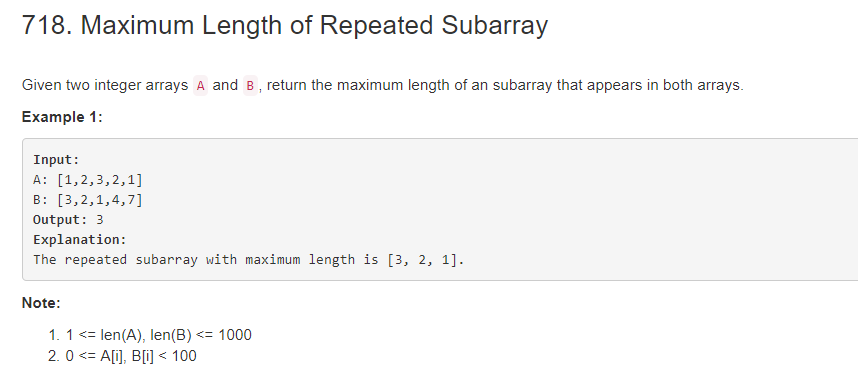 718. Maximum Length of Repeated Subarray
Given two integer arrays A and B, return the maximum length of an subarray that appears in both arrays.
Example 1:
Input:
A: [1,2,3,2,1]
B: [3,2,1,4,7]
Output: 3
Explanation:
The repeated subarray with maximum length is [3, 2, 1].
Note:
1. 1 <= len(A), len(B) <= 1000
2. 0 <= A[i], B[i] < 100